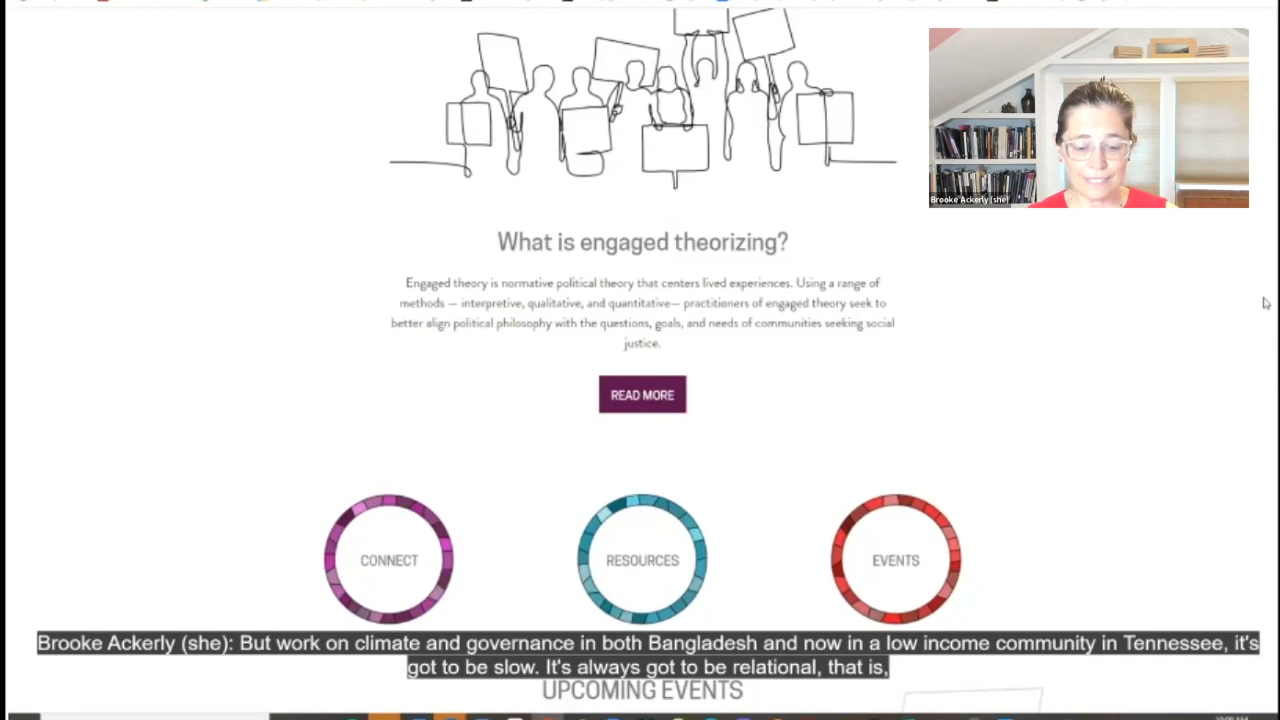 Brooke Ackerly (she)
What is engaged theorizing?
Engaged theory is normative political theory that centers lived experiences. Using a range of
methods — interpretive, qualitative, and quantitative— practitioners of engaged theory seek to
better align political philosophy with the questions, goals, and needs of communities seeking social
justice.
READ MORE
CONNECT
RESOURCES
EVENTS
Brooke Ackerly (she): But work on climate and governance in both Bangladesh and now in a low income community in Tennessee, it's
got to be slow. It's always got to be relational, that is,
UPCOMING EVENTS